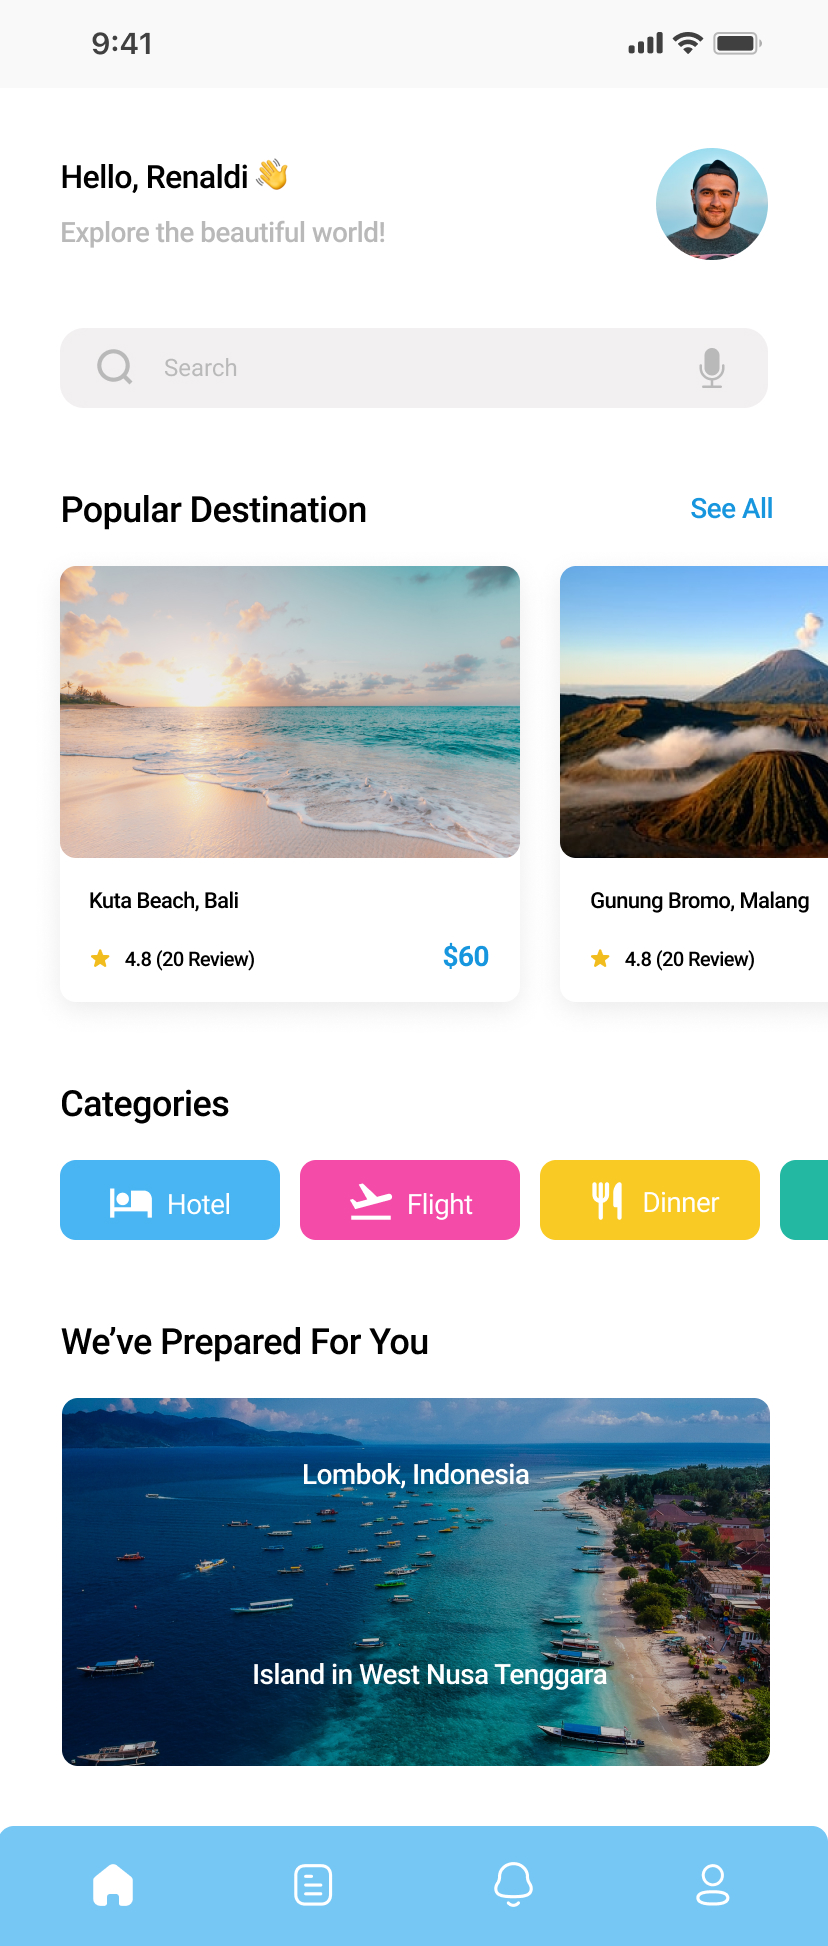 9:41
Hello, Renaldi 👋
Explore the beautiful world!
Search
Popular Destination
See All
Kuta Beach, Bali
4.8 (20 Review)
$60
Gunung Bromo, Malang
4.8 (20 Review)
Categories
Hotel
Flight
Dinner
We’ve Prepared For You
Lombok, Indonesia
Island in West Nusa Tenggara